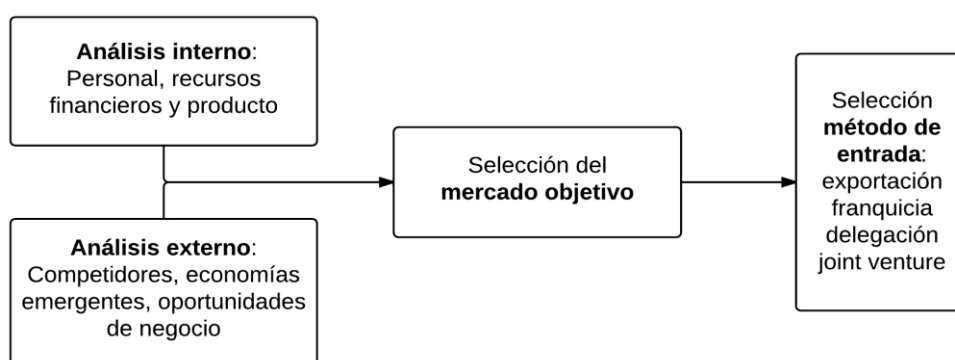 Análisis interno:
Personal, recursos
financieros y producto
Análisis externo:
Competidores, economías
emergentes, oportunidades
de negocio
Selección del
mercado objetivo
Selección
método de
entrada:
exportación
franquicia
delegación
joint venture